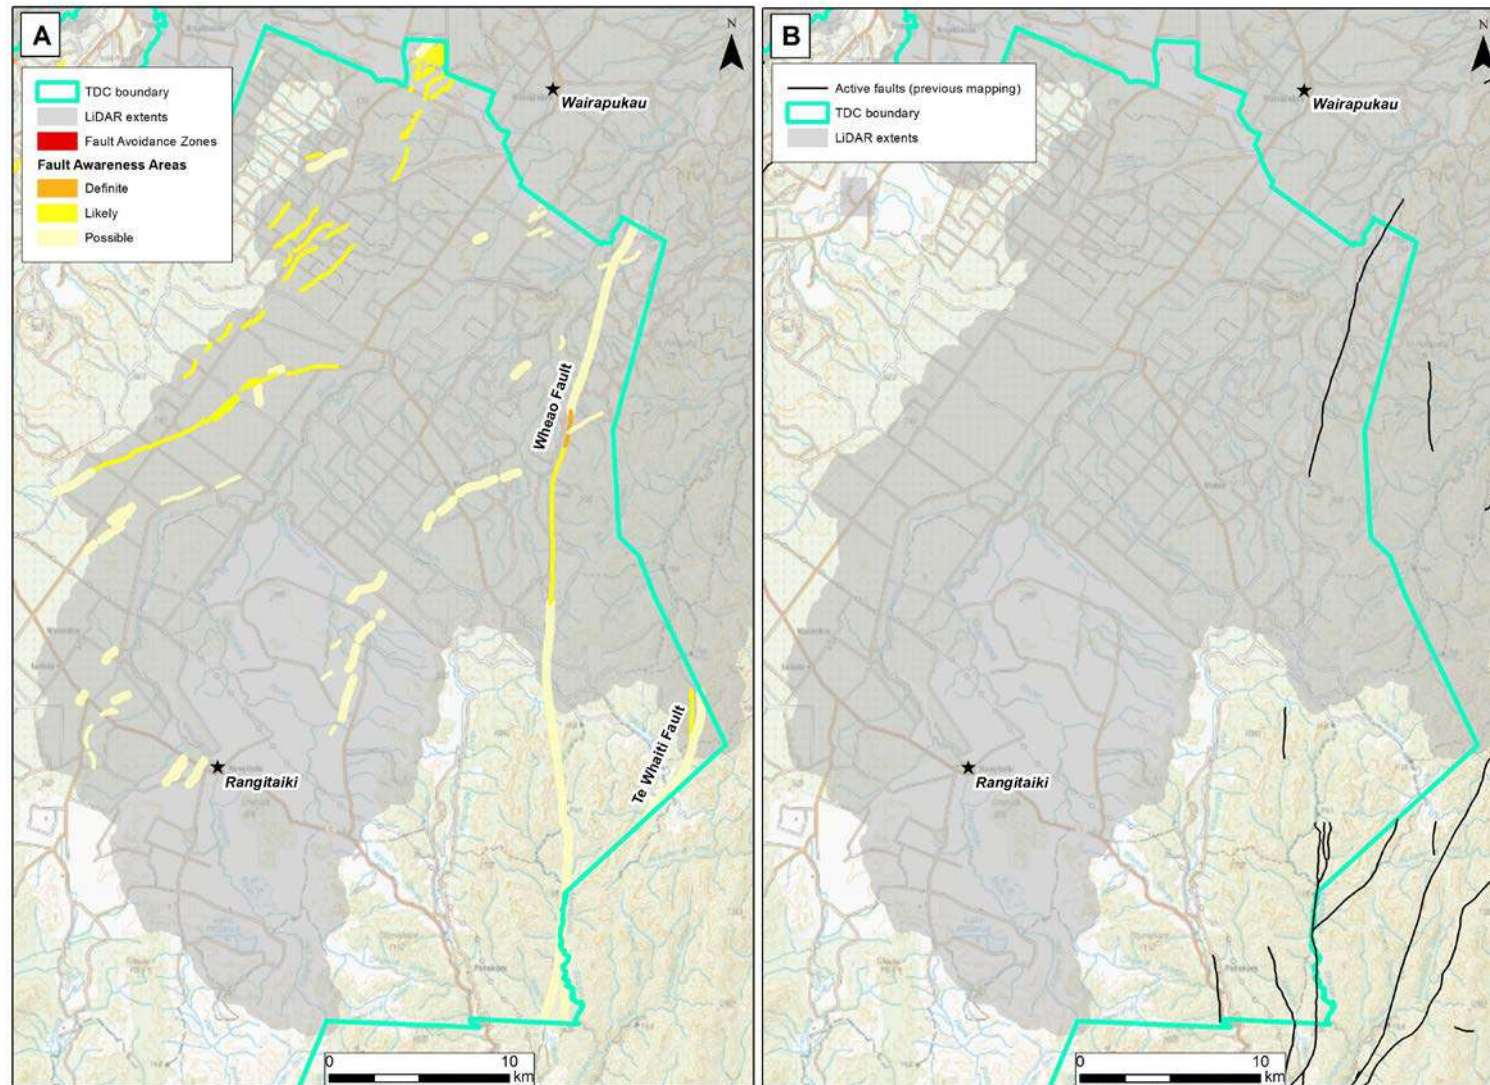 A
N
TDC boundary
LiDAR extents
Fault Avoidance Zones
Fault Awareness Areas
Definite
Likely
Possible
Wairapukau
Wheao Fault
Te Whaiti Fault
Rangitaiki
0
10
km
B
N
Active faults (previous mapping)
TDC boundary
LiDAR extents
Wairapukau
Rangitaiki
0
10
km